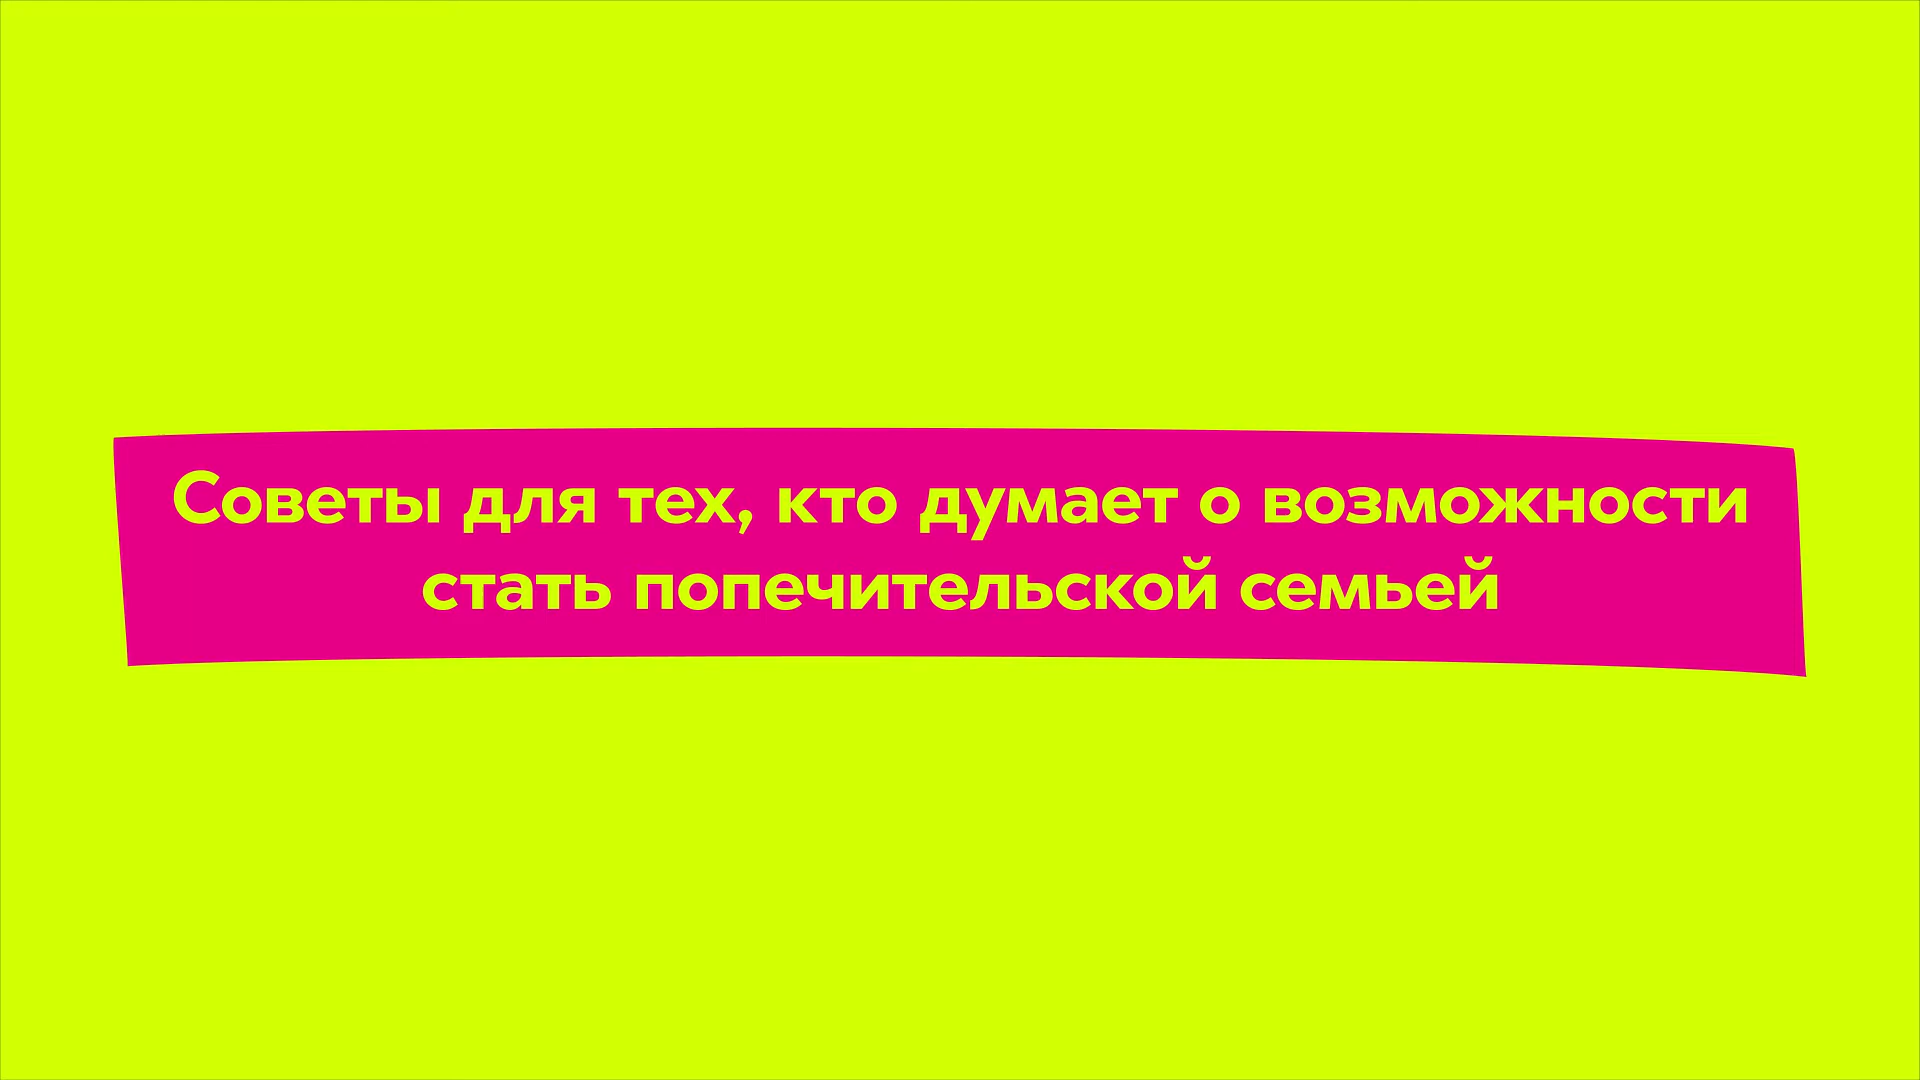 Советы для тех, кто думает о возможности
стать попечительской семьей